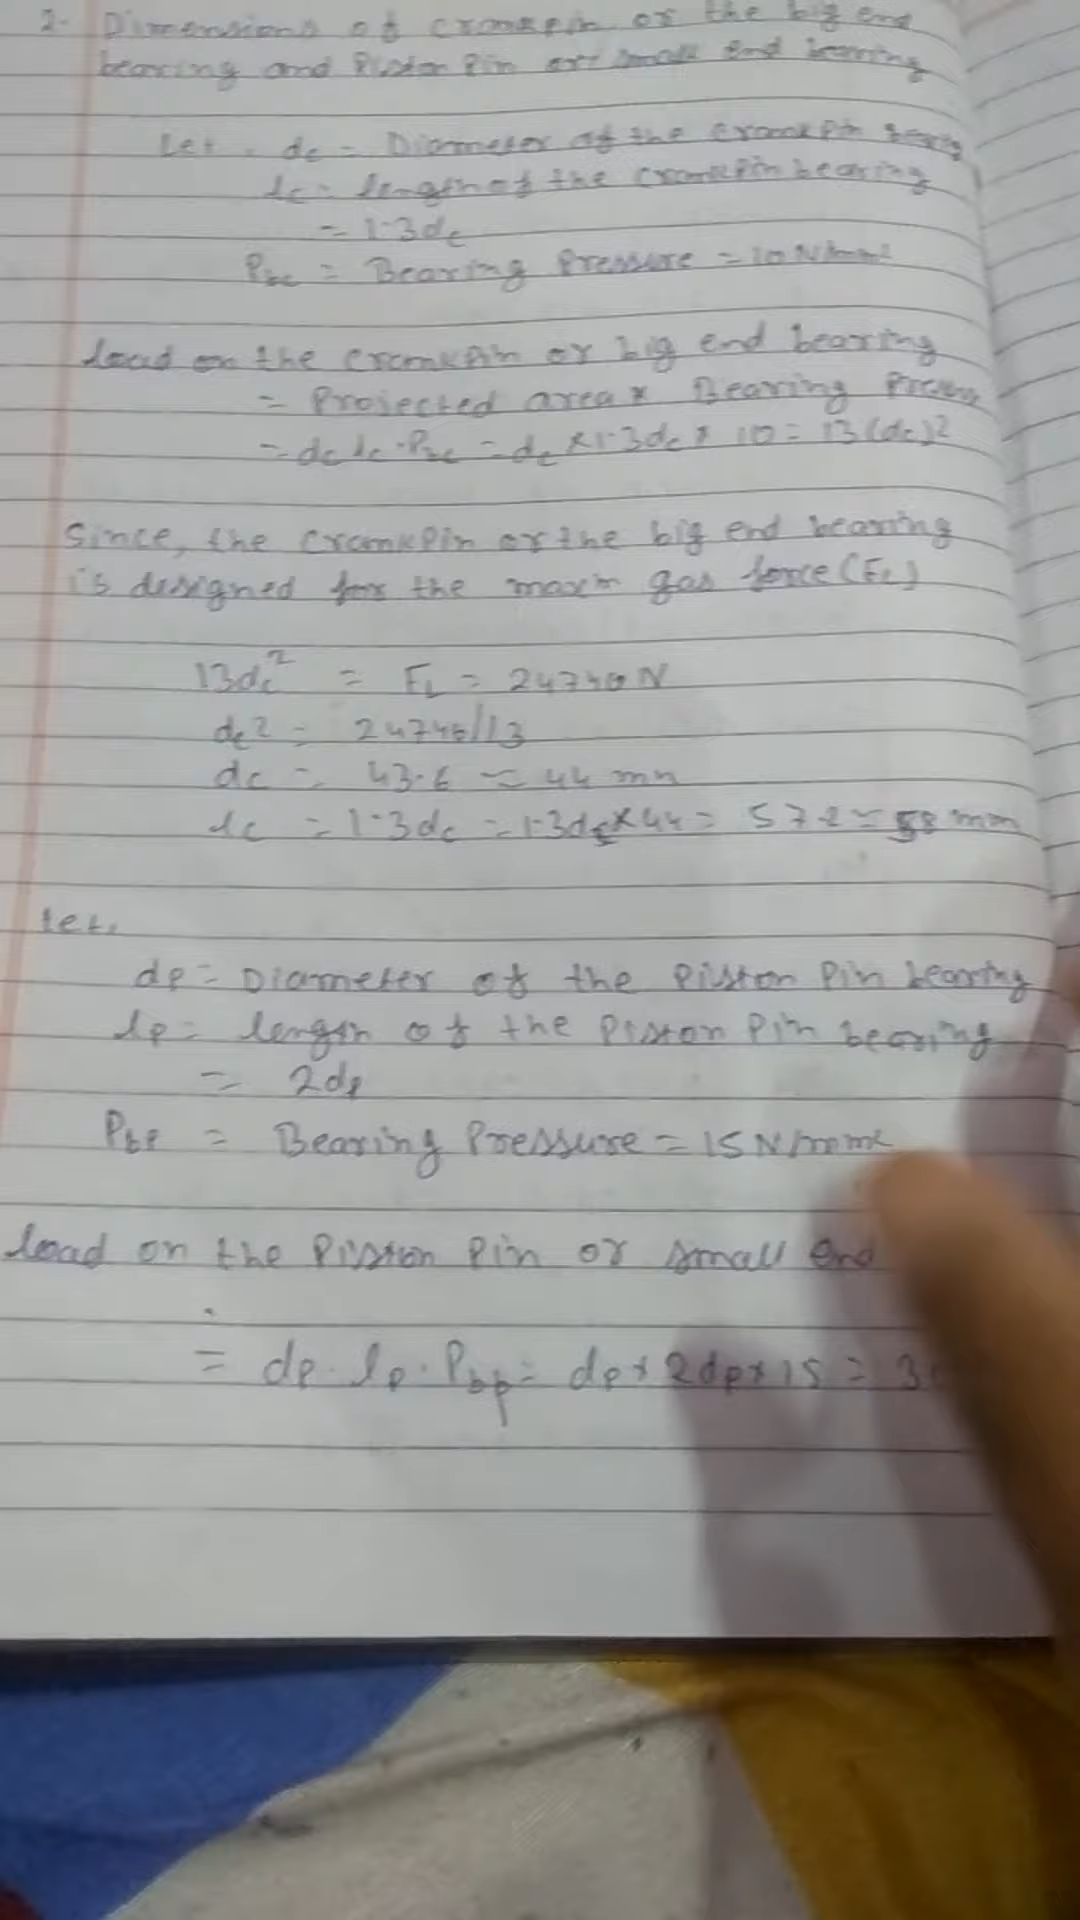 2. Dimensions of crankpin or the big end
bearing and Piston Pin or small end bearing
Let, dc = Diameter of the crank pin bearing
lc = length of the crankpin bearing
= 1.3dc
Pbc = Bearing Pressure = 10 N/mm²
Load on the crankpin or big end bearing
= Projected area × Bearing Pressure
= dc lc . Pbc = dc × 1.3dc × 10 = 13 (dc)²
Since, the crankpin or the big end bearing
is designed for the maxm gas force (FL)
13dc² = FL = 24740 N
dc² = 24740/13
dc = 43.6 ≈ 44 mm
lc = 1.3dc = 1.3dc × 44 = 57.2 ≈ 58 mm
Let,
dp = Diameter of the Piston Pin bearing
lp = length of the Piston Pin bearing
= 2dp
Pbp = Bearing Pressure = 15 N/mm²
Load on the Piston Pin or small end
= dp . lp . Pbp = dp × 2dp × 15 = 3